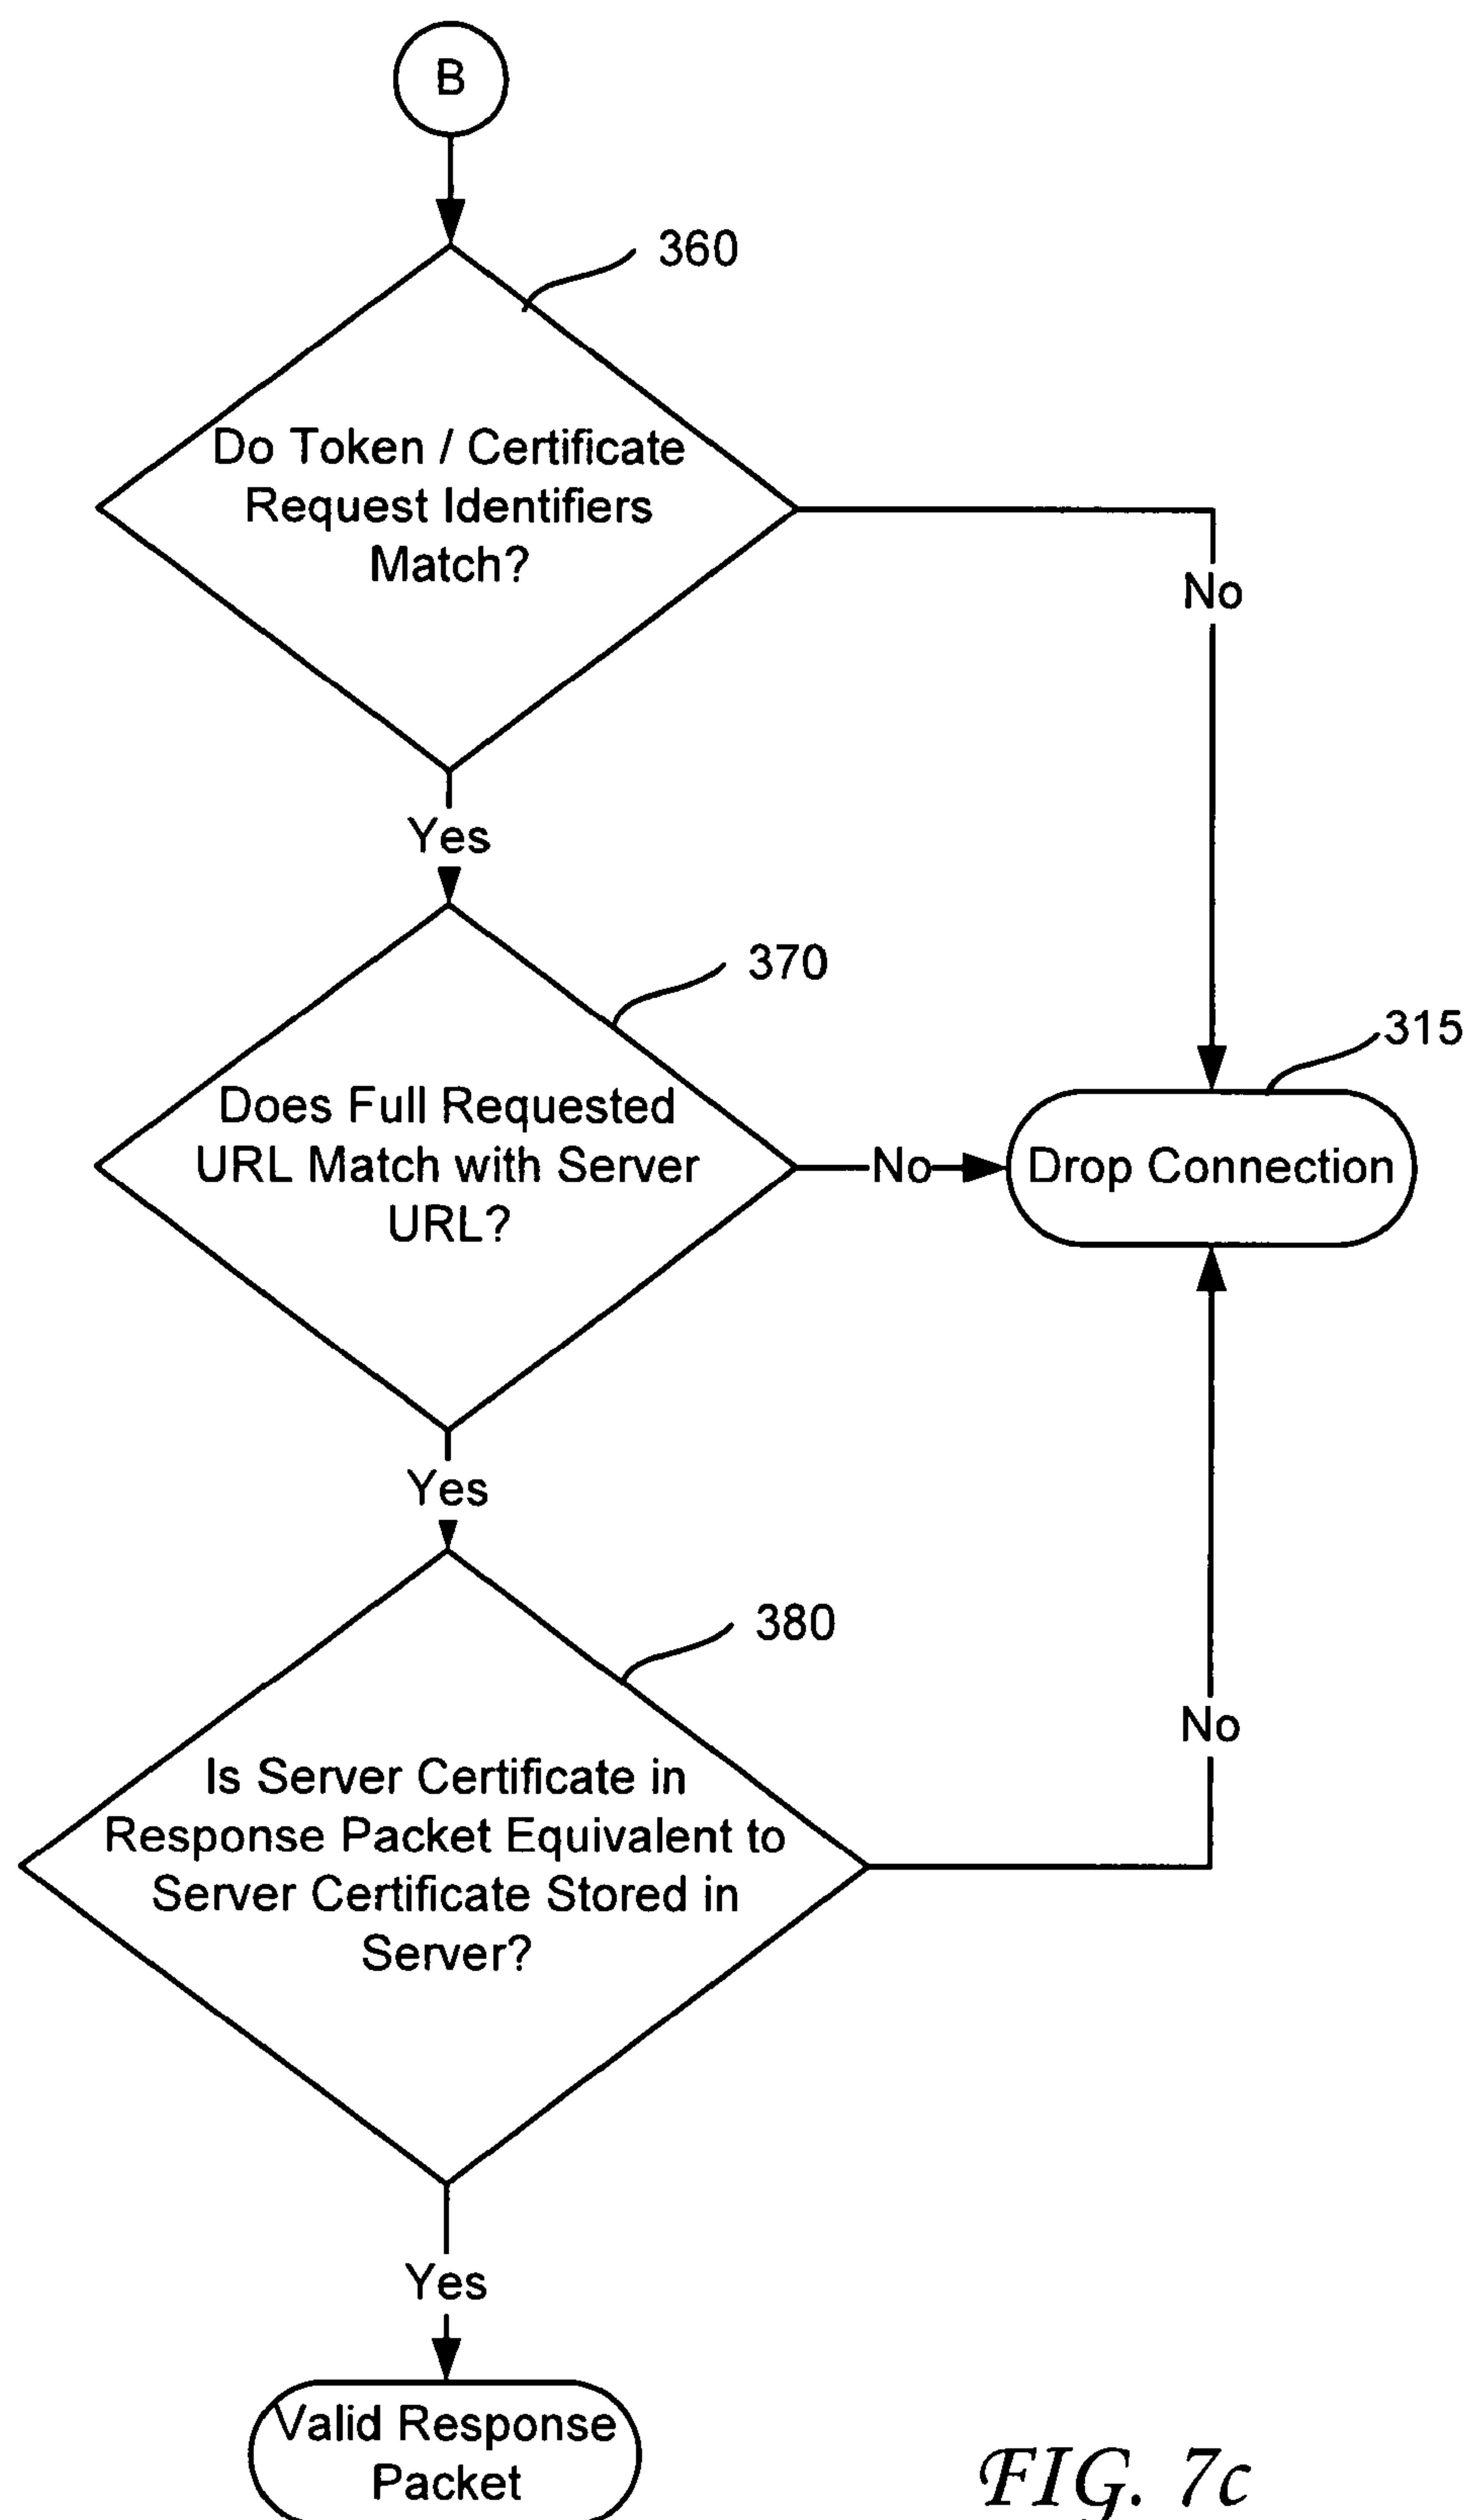 B
360
Do Token / Certificate
Request Identifiers
Match?
No
Yes
370
315
Does Full Requested
URL Match with Server
URL?
No
Drop Connection
Yes
380
No
Is Server Certificate in
Response Packet Equivalent to
Server Certificate Stored in
Server?
Yes
Valid Response
Packet
FIG. 7c